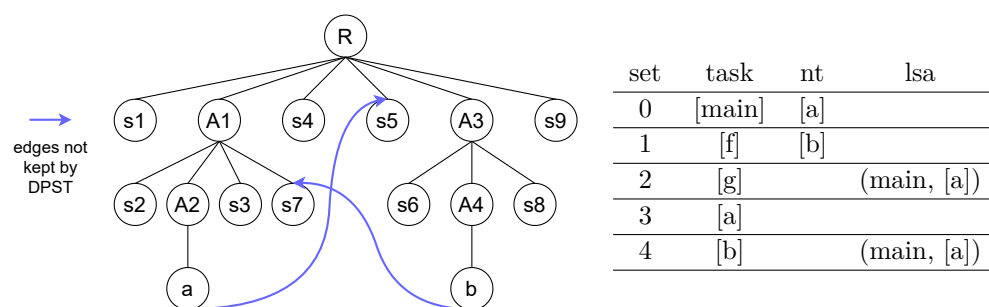 R
s1 A1 s4 s5 A3 s9
edges not
kept by
DPST
s2 A2 s3 s7 s6 A4 s8
a b
set task nt lsa
0 [main] [a]
1 [f] [b]
2 [g] (main, [a])
3 [a]
4 [b] (main, [a])